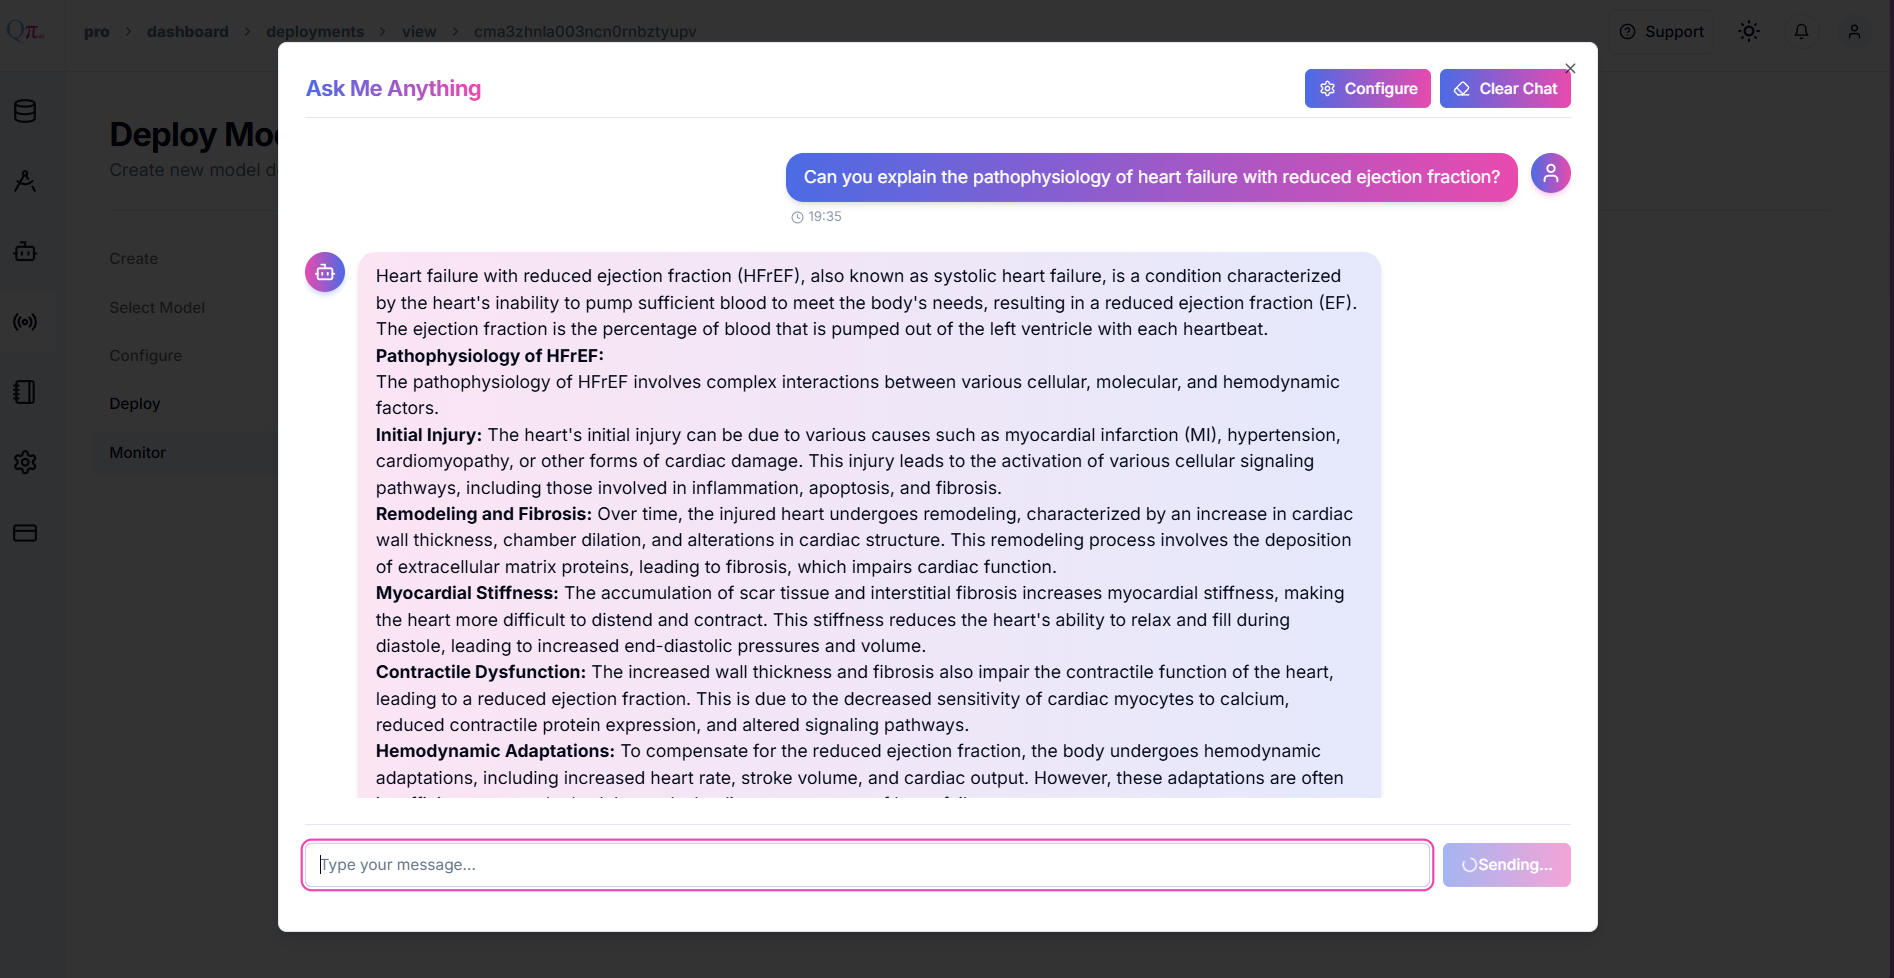 Qπ
pro > dashboard > deployments > view > cma3zhnla003ncn0rnbztyupv
Support
Ask Me Anything
Configure
Clear Chat
Deploy Mo
Create new model d
Create
Select Model
Configure
Deploy
Monitor
Can you explain the pathophysiology of heart failure with reduced ejection fraction?
19:35
Heart failure with reduced ejection fraction (HFrEF), also known as systolic heart failure, is a condition characterized
by the heart's inability to pump sufficient blood to meet the body's needs, resulting in a reduced ejection fraction (EF).
The ejection fraction is the percentage of blood that is pumped out of the left ventricle with each heartbeat.
Pathophysiology of HFrEF:
The pathophysiology of HFrEF involves complex interactions between various cellular, molecular, and hemodynamic
factors.
Initial Injury: The heart's initial injury can be due to various causes such as myocardial infarction (MI), hypertension,
cardiomyopathy, or other forms of cardiac damage. This injury leads to the activation of various cellular signaling
pathways, including those involved in inflammation, apoptosis, and fibrosis.
Remodeling and Fibrosis: Over time, the injured heart undergoes remodeling, characterized by an increase in cardiac
wall thickness, chamber dilation, and alterations in cardiac structure. This remodeling process involves the deposition
of extracellular matrix proteins, leading to fibrosis, which impairs cardiac function.
Myocardial Stiffness: The accumulation of scar tissue and interstitial fibrosis increases myocardial stiffness, making
the heart more difficult to distend and contract. This stiffness reduces the heart's ability to relax and fill during
diastole, leading to increased end-diastolic pressures and volume.
Contractile Dysfunction: The increased wall thickness and fibrosis also impair the contractile function of the heart,
leading to a reduced ejection fraction. This is due to the decreased sensitivity of cardiac myocytes to calcium,
reduced contractile protein expression, and altered signaling pathways.
Hemodynamic Adaptations: To compensate for the reduced ejection fraction, the body undergoes hemodynamic
adaptations, including increased heart rate, stroke volume, and cardiac output. However, these adaptations are often
Type your message...
Sending...